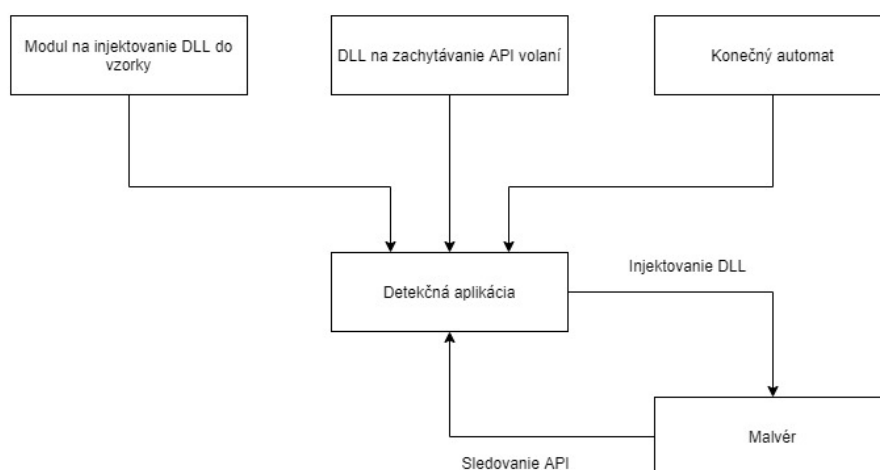 Modul na injektovanie DLL do
vzorky
DLL na zachytávanie API volaní
Konečný automat
Detekčná aplikácia
Injektovanie DLL
Malvér
Sledovanie API